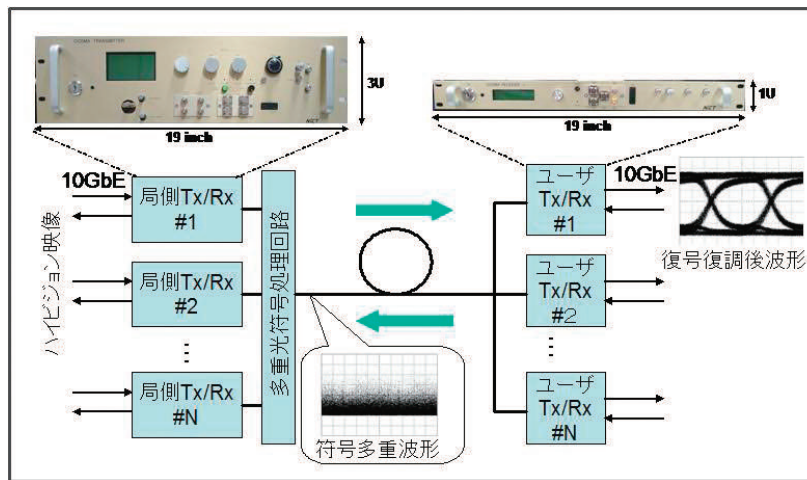 3U
19 inch
1U
19 inch
10GbE
局側Tx/Rx
#1
局側Tx/Rx
#2
…
局側Tx/Rx
#N
ハイビジョン映像
多重光符号処理回路
符号多重波形
ユーザ
Tx/Rx
#1
ユーザ
Tx/Rx
#2
…
ユーザ
Tx/Rx
#N
10GbE
復号復調後波形